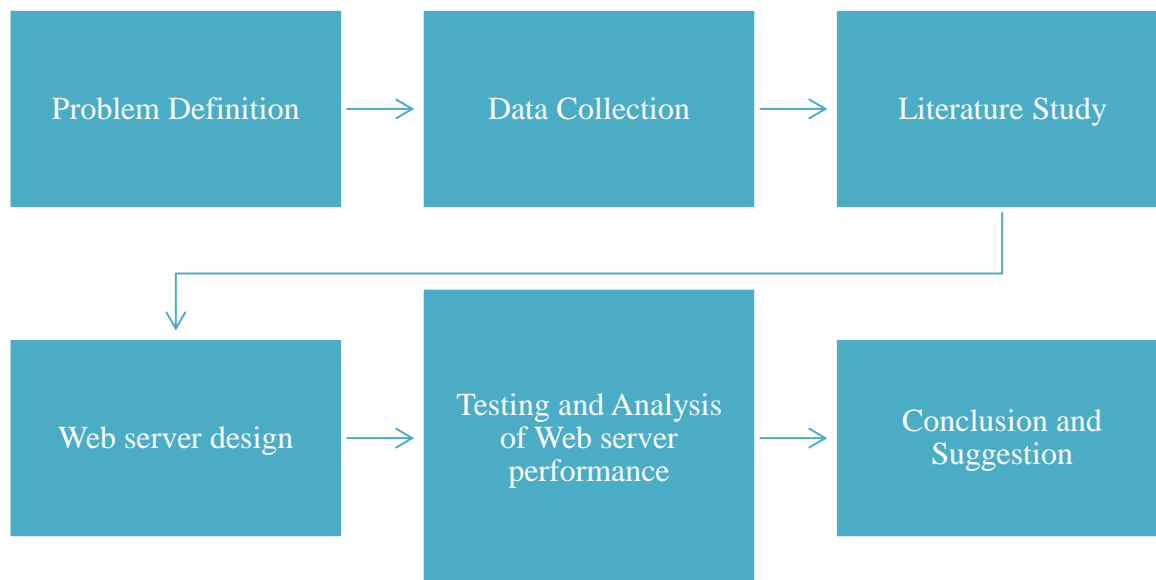 Problem Definition
Data Collection
Literature Study
Web server design
Testing and Analysis
of Web server
performance
Conclusion and
Suggestion